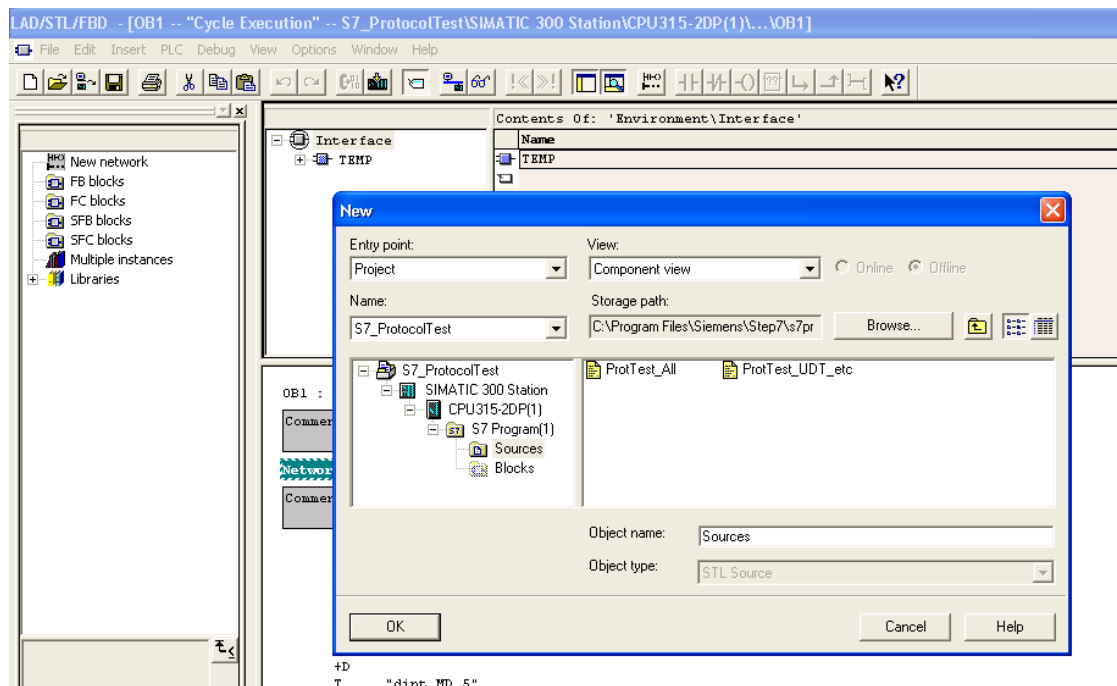 LAD/STL/FBD - [OB1 -- "Cycle Execution" -- S7_ProtocolTest\SIMATIC 300 Station\CPU315-2DP(1)\...\OB1]
File Edit Insert PLC Debug View Options Window Help
Contents Of: 'Environment\Interface'
Interface
TEMP
Name
TEMP
New network
FB blocks
FC blocks
SFB blocks
SFC blocks
Multiple instances
Libraries
OB1 :
Commen
Networ
Commen
New
Entry point:
Project
View:
Component view
Online
Offline
Name:
S7_ProtocolTest
Storage path:
C:\Program Files\Siemens\Step7\s7pr
Browse...
S7_ProtocolTest
SIMATIC 300 Station
CPU315-2DP(1)
S7 Program(1)
Sources
Blocks
ProtTest_All
ProtTest_UDT_etc
Object name:
Sources
Object type:
STL Source
OK
Cancel
Help
+D
T "dint_MD_5"